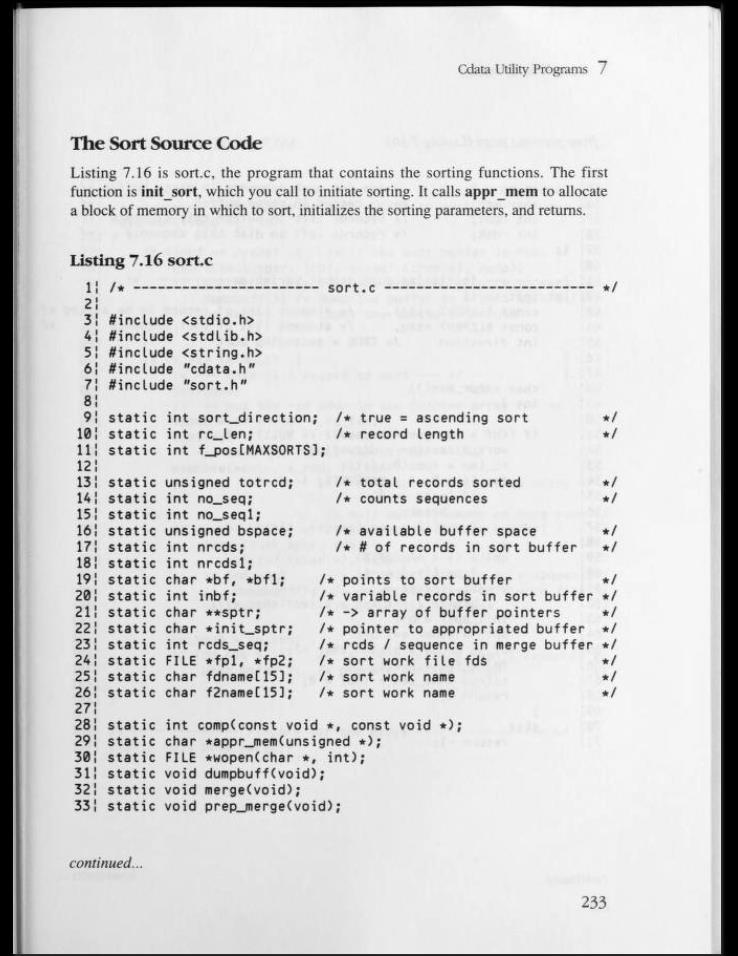 Cdata Utility Programs 7
The Sort Source Code
Listing 7.16 is sort.c, the program that contains the sorting functions. The first
function is init_sort, which you call to initiate sorting. It calls appr_mem to allocate
a block of memory in which to sort, initializes the sorting parameters, and returns.
Listing 7.16 sort.c
1¦ /* ---------------------- sort.c ------------------------- */
2¦
3¦ #include <stdio.h>
4¦ #include <stdlib.h>
5¦ #include <string.h>
6¦ #include "cdata.h"
7¦ #include "sort.h"
8¦
9¦ static int sort_direction;  /* true = ascending sort         */
10¦ static int rc_len;          /* record length                 */
11¦ static int f_pos[MAXSORTS];
12¦
13¦ static unsigned totrcd;     /* total records sorted          */
14¦ static int no_seq;          /* counts sequences              */
15¦ static int no_seq1;
16¦ static unsigned bspace;     /* available buffer space        */
17¦ static int nrcds;           /* # of records in sort buffer   */
18¦ static int nrcds1;
19¦ static char *bf, *bf1;    /* points to sort buffer           */
20¦ static int inbf;          /* variable records in sort buffer */
21¦ static char **sptr;       /* -> array of buffer pointers     */
22¦ static char *init_sptr;   /* pointer to appropriated buffer  */
23¦ static int rcds_seq;      /* rcds / sequence in merge buffer */
24¦ static FILE *fp1, *fp2;   /* sort work file fds              */
25¦ static char fdname[15];   /* sort work name                  */
26¦ static char f2name[15];   /* sort work name                  */
27¦
28¦ static int comp(const void *, const void *);
29¦ static char *appr_mem(unsigned *);
30¦ static FILE *wopen(char *, int);
31¦ static void dumpbuff(void);
32¦ static void merge(void);
33¦ static void prep_merge(void);
continued...
233